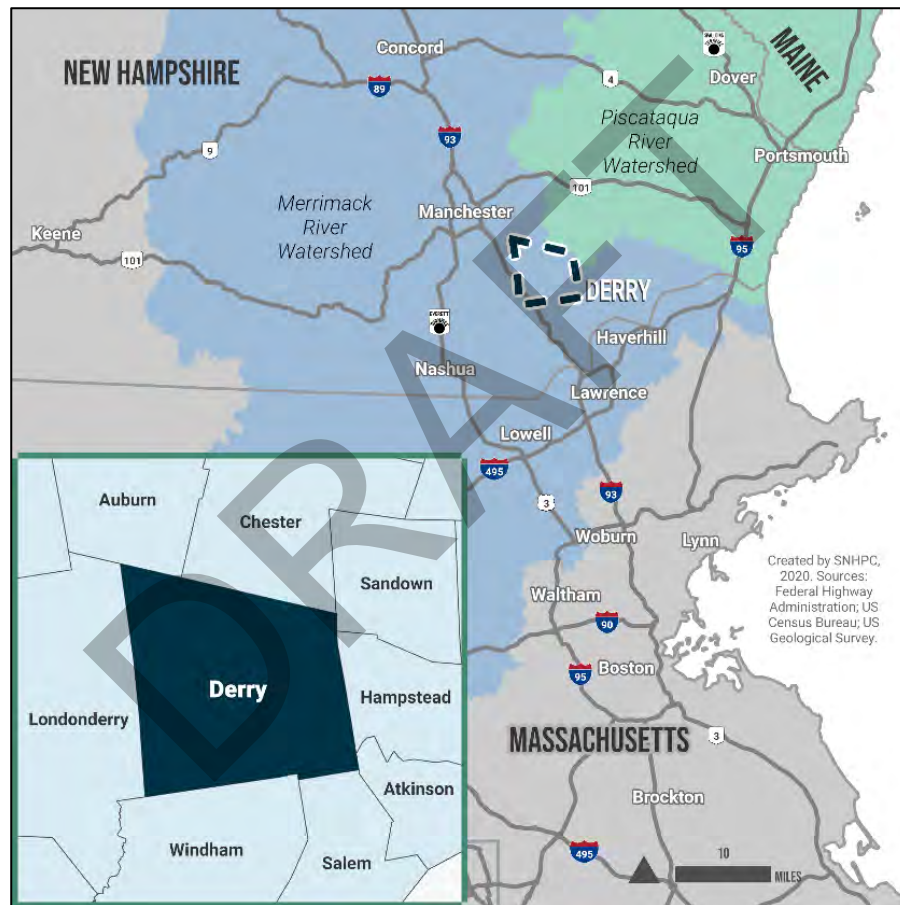 Concord
NEW HAMPSHIRE
MAINE
Dover
89
4
Piscataqua
River
Watershed
93
9
Portsmouth
101
Merrimack
River
Watershed
Manchester
Keene
101
95
DERRY
EVERETT
Haverhill
Nashua
Lawrence
Lowell
495
3
93
Woburn
Lynn
Created by SNHPC,
2020. Sources:
Federal Highway
Administration; US
Census Bureau; US
Geological Survey.
Waltham
90
Boston
95
MASSACHUSETTS
3
Brockton
495
10
MILES
Auburn
Chester
Sandown
Derry
Hampstead
Londonderry
Atkinson
Windham
Salem
DRAFT